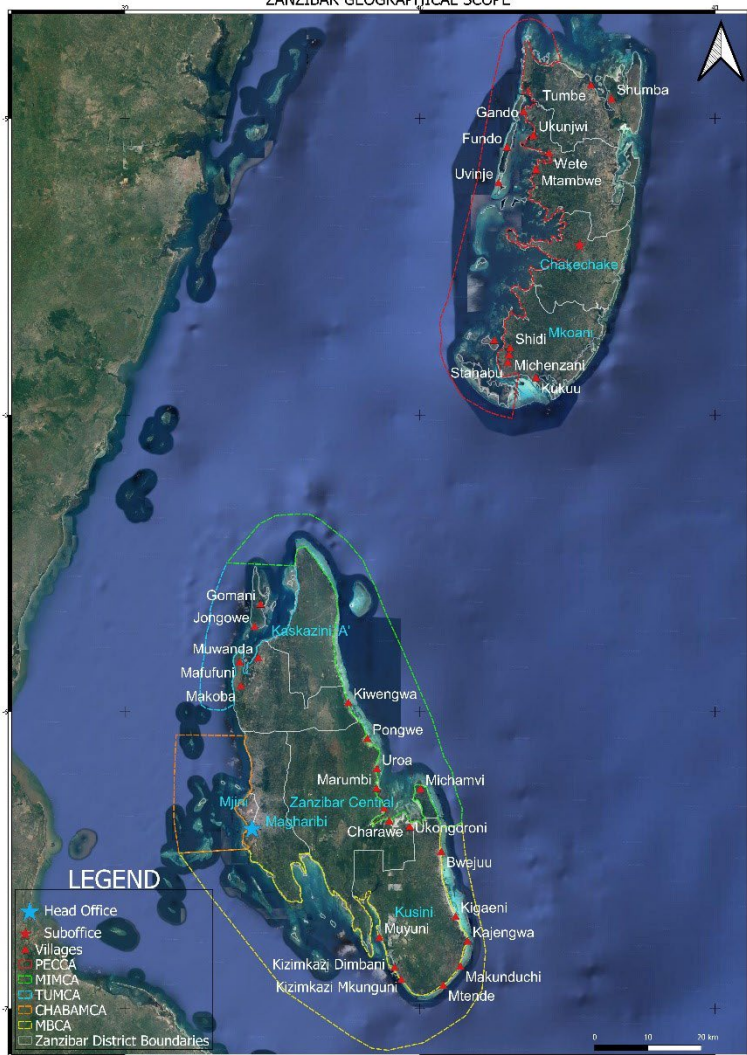 ZANZIBAR GEOGRAPHICAL SCOPE
Tumbe
Shumba
Gando
Ukunjwi
Fundo
Wete
Uvinje
Mtambwe
Chakechake
Mkoani
Shidi
Stahabu
Michenzani
Kukuu
Gomani
Jongowe
Kaskazini 'A'
Muwanda
Mafufuni
Makoba
Kiwengwa
Pongwe
Uroa
Marumbi
Michamvi
Mjini
Zanzibar Central
Magharibi
Charawe
Ukongoroni
Bwejuu
Kigaeni
Kusini
Muyuni
Kajengwa
Kizimkazi Dimbani
Makunduchi
Kizimkazi Mkunguni
Mtende
LEGEND
Head Office
Suboffice
Villages
PECCA
MIMCA
TUMCA
CHABAMCA
MBCA
Zanzibar District Boundaries
0 10 20 km